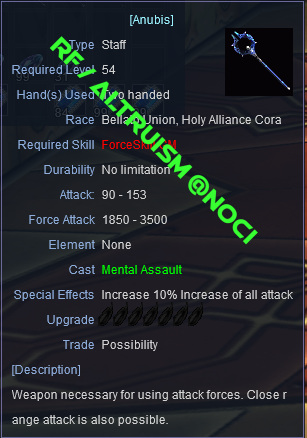 [Anubis]
Type Staff
Required Level 54
Hand(s) Used Two handed
Race Bellato Union, Holy Alliance Cora
Required Skill
Durability No limitation
Attack: 90 - 153
Force Attack 1850 - 3500
Element None
Cast Mental Assault
Special Effects Increase 10% Increase of all attack
Upgrade
Trade Possibility
[Description]
Weapon necessary for using attack forces. Close r
ange attack is also possible.
RF / ALTRUISM @NOCI